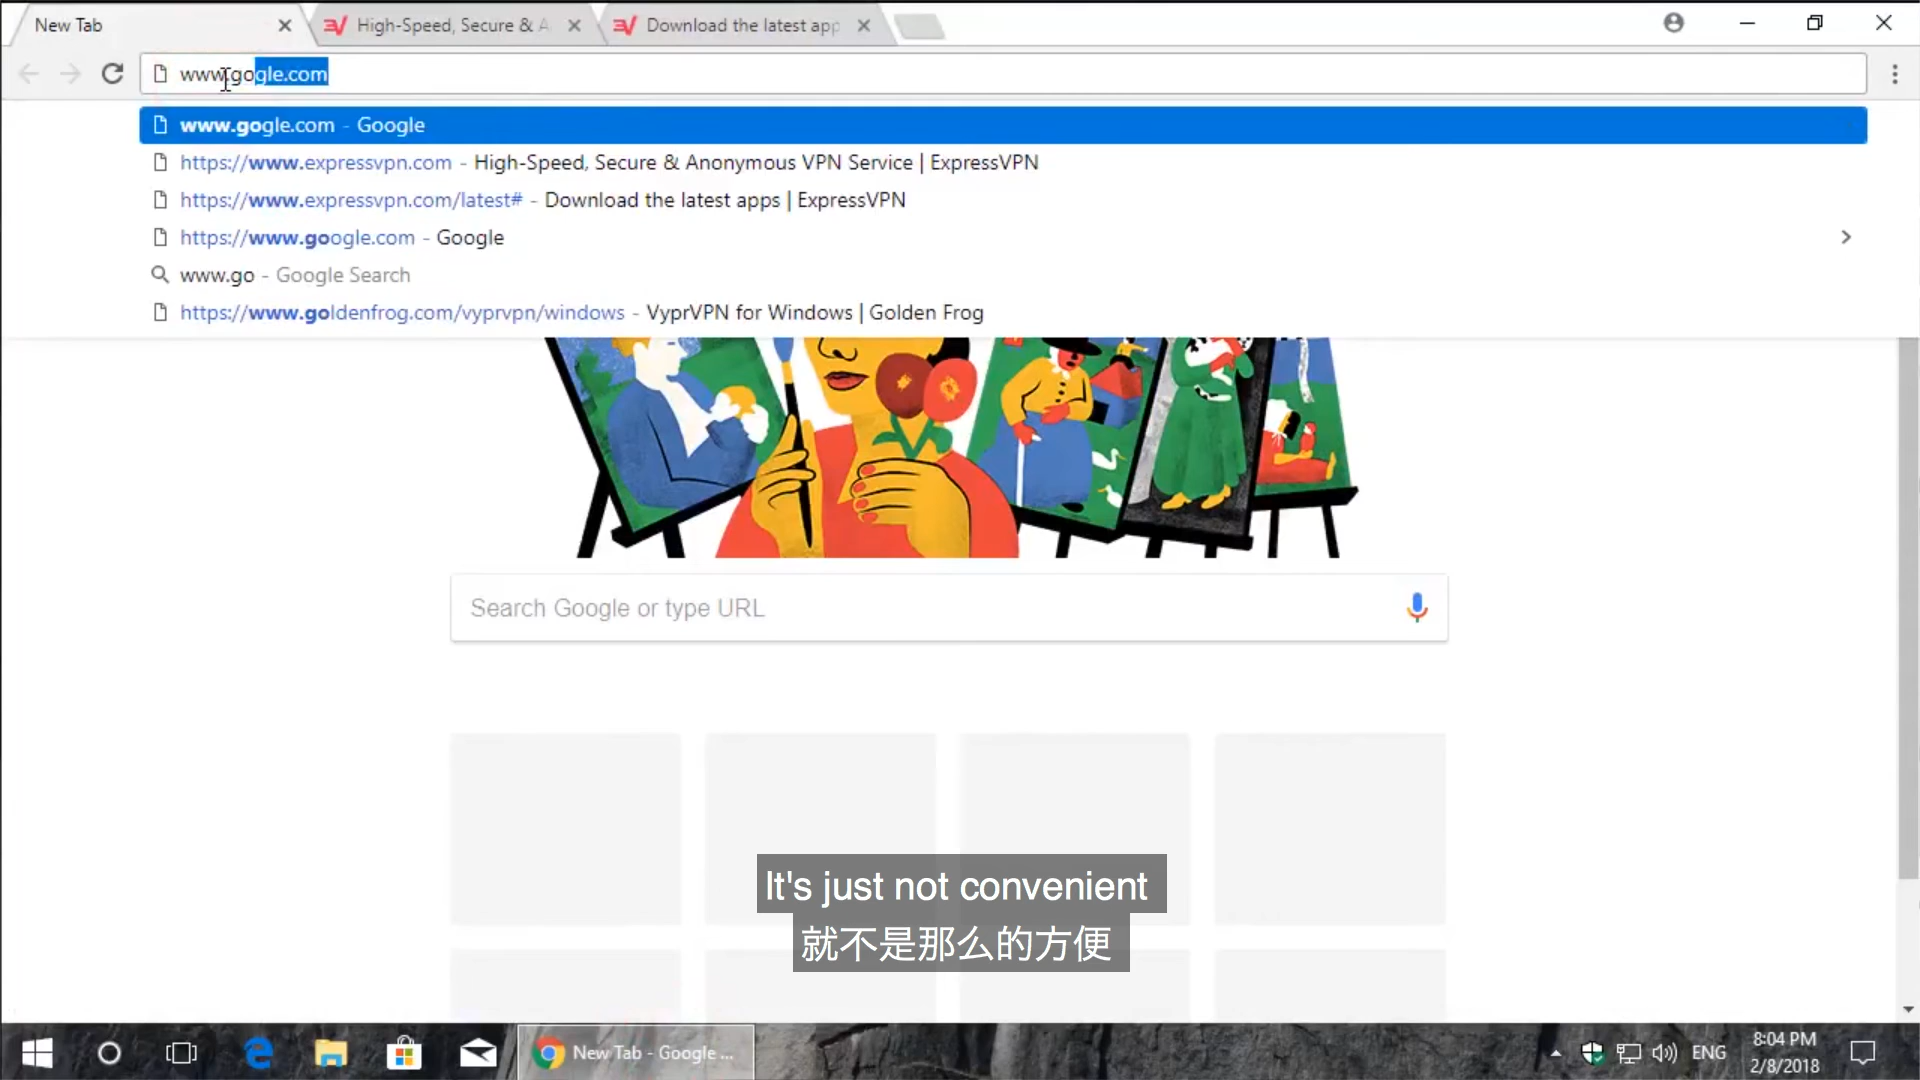 New Tab
High-Speed, Secure & A
Download the latest app
www.gogle.com
www.gogle.com - Google
https://www.expressvpn.com - High-Speed, Secure & Anonymous VPN Service | ExpressVPN
https://www.expressvpn.com/latest# - Download the latest apps | ExpressVPN
https://www.google.com - Google
www.go - Google Search
https://www.goldenfrog.com/vyprvpn/windows - VyprVPN for Windows | Golden Frog
Search Google or type URL
It's just not convenient
就不是那么的方便
New Tab - Google ...
ENG
8:04 PM
2/8/2018